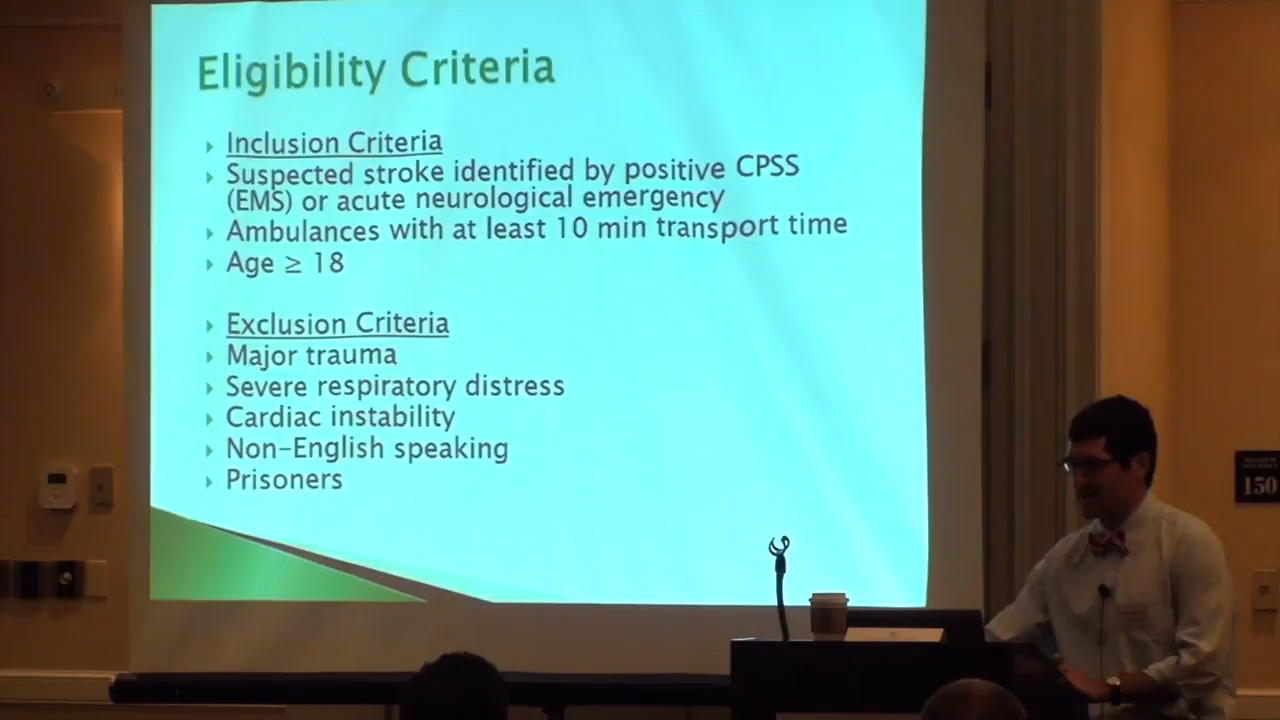 Eligibility Criteria
Inclusion Criteria
Suspected stroke identified by positive CPSS
(EMS) or acute neurological emergency
Ambulances with at least 10 min transport time
Age ≥ 18
Exclusion Criteria
Major trauma
Severe respiratory distress
Cardiac instability
Non-English speaking
Prisoners
150